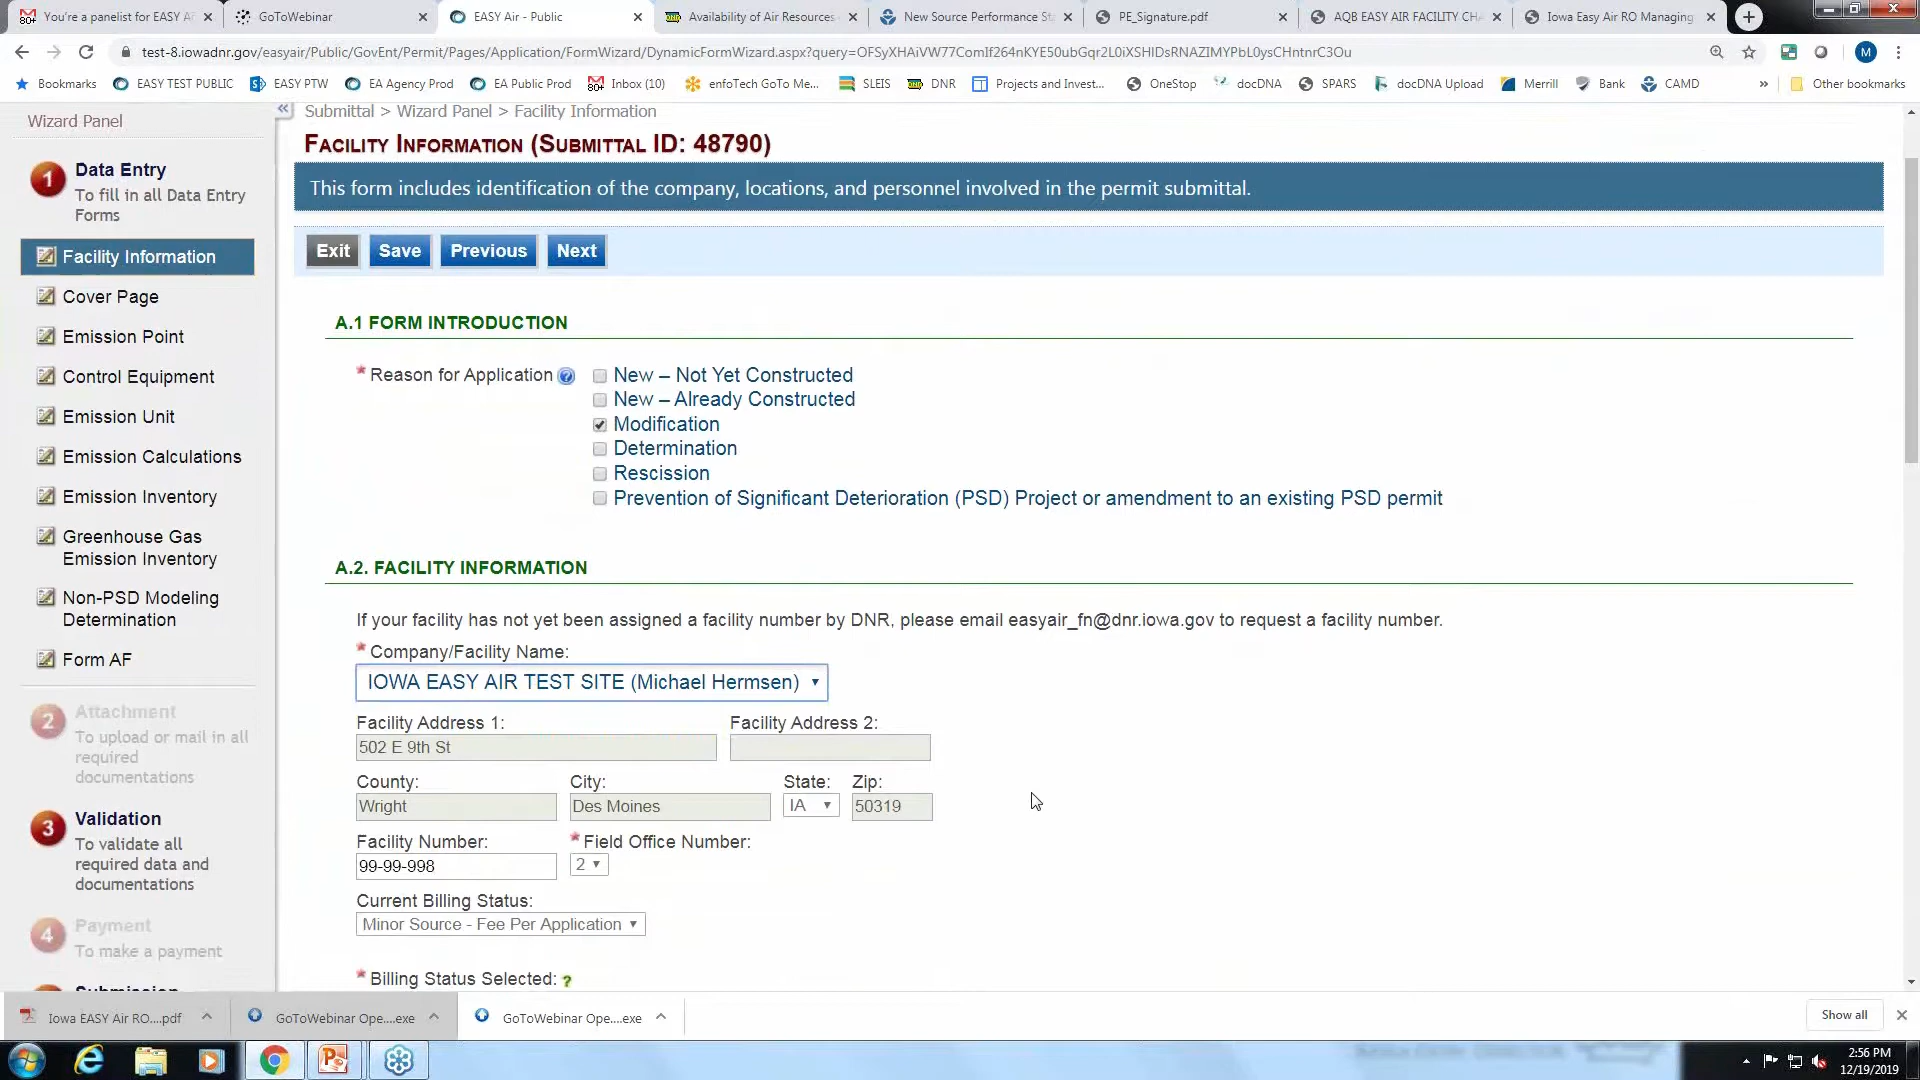 You're a panelist for EASY A
GoToWebinar
EASY Air - Public
Availability of Air Resources
New Source Performance Sta
PE_Signature.pdf
AQB EASY AIR FACILITY CHA
Iowa Easy Air RO Managing
test-8.iowadnr.gov/easyair/Public/GovEnt/Permit/Pages/Application/FormWizard/DynamicFormWizard.aspx?query=OFSyXHAiVW77ComIf264nKYE50ubGqr2L0iXSHIDsRNAZIMYPbL0ysCHntnrC3Ou
M
Bookmarks
EASY TEST PUBLIC
EASY PTW
EA Agency Prod
EA Public Prod
Inbox (10)
enfoTech GoTo Me...
SLEIS
DNR
Projects and Invest...
OneStop
docDNA
SPARS
docDNA Upload
Merrill
Bank
CAMD
»
Other bookmarks
Wizard Panel
1
Data Entry
To fill in all Data Entry
Forms
Facility Information
Cover Page
Emission Point
Control Equipment
Emission Unit
Emission Calculations
Emission Inventory
Greenhouse Gas
Emission Inventory
Non-PSD Modeling
Determination
Form AF
2
Attachment
To upload or mail in all
required
documentations
3
Validation
To validate all
required data and
documentations
4
Payment
To make a payment
Submission
Submittal > Wizard Panel > Facility Information
Facility Information (Submittal ID: 48790)
This form includes identification of the company, locations, and personnel involved in the permit submittal.
Exit
Save
Previous
Next
A.1 FORM INTRODUCTION
* Reason for Application ?
New – Not Yet Constructed
New – Already Constructed
Modification
Determination
Rescission
Prevention of Significant Deterioration (PSD) Project or amendment to an existing PSD permit
A.2. FACILITY INFORMATION
If your facility has not yet been assigned a facility number by DNR, please email easyair_fn@dnr.iowa.gov to request a facility number.
* Company/Facility Name:
IOWA EASY AIR TEST SITE (Michael Hermsen)
Facility Address 1:
Facility Address 2:
502 E 9th St
County:
City:
State:
Zip:
Wright
Des Moines
IA
50319
Facility Number:
* Field Office Number:
99-99-998
2
Current Billing Status:
Minor Source - Fee Per Application
* Billing Status Selected: ?
Iowa EASY Air RO....pdf
GoToWebinar Ope....exe
GoToWebinar Ope....exe
Show all
2:56 PM
12/19/2019